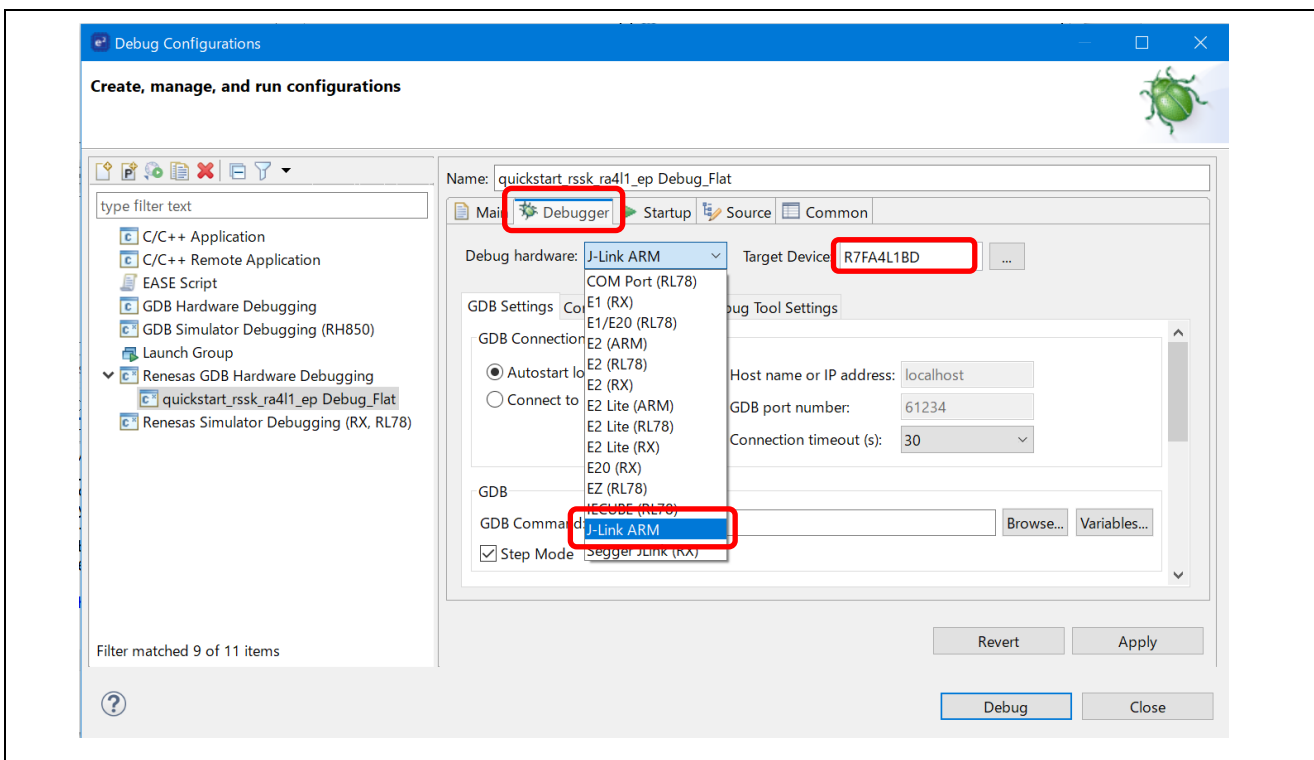 e² Debug Configurations
Create, manage, and run configurations
type filter text
C/C++ Application
C/C++ Remote Application
EASE Script
GDB Hardware Debugging
GDB Simulator Debugging (RH850)
Launch Group
Renesas GDB Hardware Debugging
quickstart_rssk_ra4l1_ep Debug_Flat
Renesas Simulator Debugging (RX, RL78)
Filter matched 9 of 11 items
Name: quickstart_rssk_ra4l1_ep Debug_Flat
Main Debugger Startup Source Common
Debug hardware: J-Link ARM Target Device: R7FA4L1BD ...
COM Port (RL78)
E1 (RX)
E1/E20 (RL78)
E2 (ARM)
E2 (RL78)
E2 (RX)
E2 Lite (ARM)
E2 Lite (RL78)
E2 Lite (RX)
E20 (RX)
EZ (RL78)
IECUBE (RL78)
J-Link ARM
Segger JLink (RX)
GDB Settings Co bug Tool Settings
GDB Connection
Autostart lo Host name or IP address: localhost
Connect to GDB port number: 61234
Connection timeout (s): 30
GDB
GDB Command: Browse... Variables...
Step Mode
Revert Apply
Debug Close